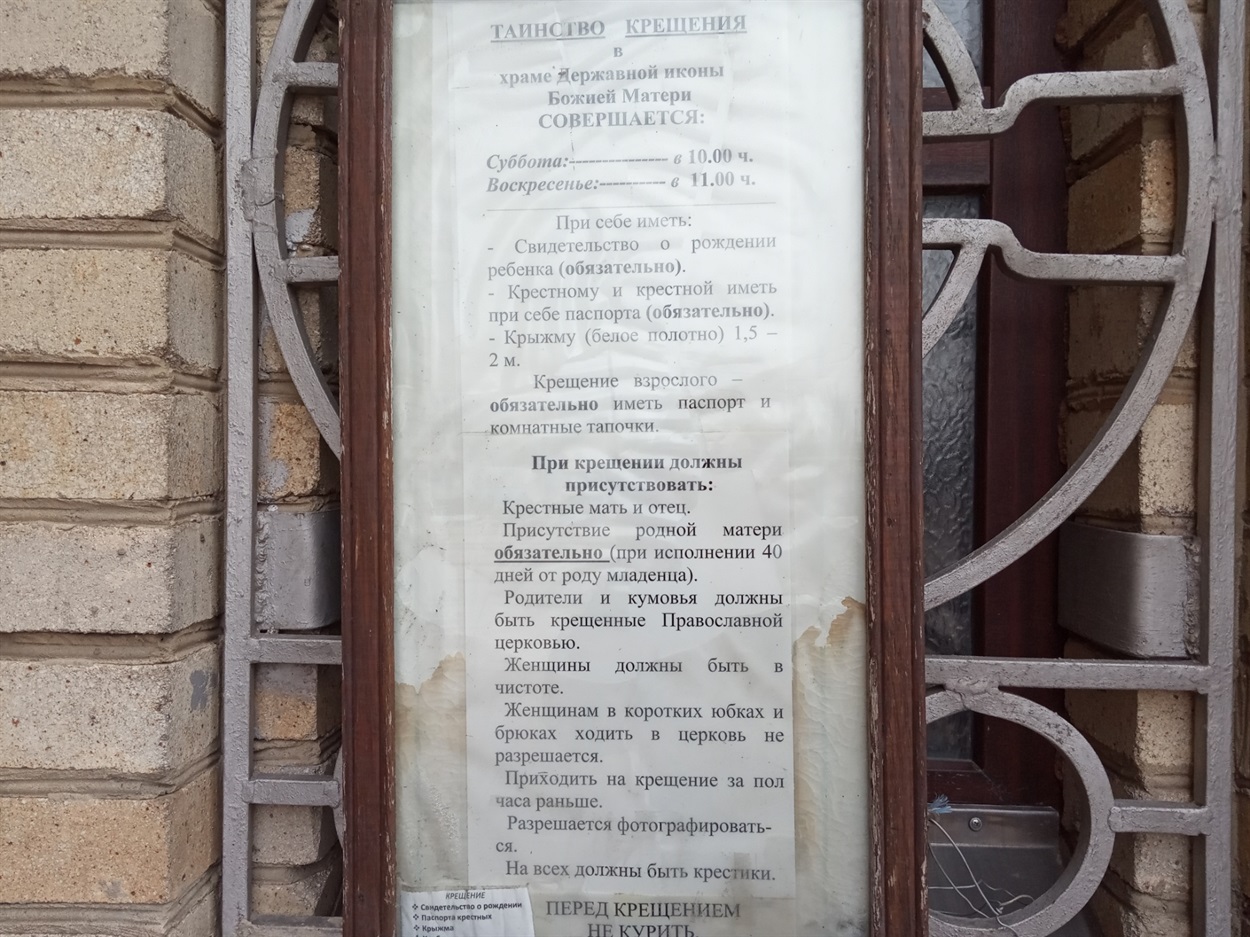 ТАИНСТВО КРЕЩЕНИЯ
в
храме Державной иконы
Божией Матери
СОВЕРШАЕТСЯ:
Суббота:---------------- в 10.00 ч.
Воскресенье:----------- в 11.00 ч.
При себе иметь:
- Свидетельство о рождении
ребенка (обязательно).
- Крестному и крестной иметь
при себе паспорта (обязательно).
- Крыжму (белое полотно) 1,5 –
2 м.
Крещение взрослого –
обязательно иметь паспорт и
комнатные тапочки.
При крещении должны
присутствовать:
Крестные мать и отец.
Присутствие родной матери
обязательно (при исполнении 40
дней от роду младенца).
Родители и кумовья должны
быть крещенные Православной
церковью.
Женщины должны быть в
чистоте.
Женщинам в коротких юбках и
брюках ходить в церковь не
разрешается.
Приходить на крещение за пол
часа раньше.
Разрешается фотографировать-
ся.
На всех должны быть крестики.
ПЕРЕД КРЕЩЕНИЕМ
НЕ КУРИТЬ
КРЕЩЕНИЕ
❖ Свидетельство о рождении
❖ Паспорта крестных
❖ Крыжма